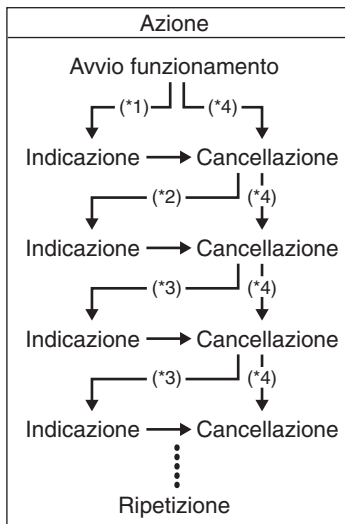 Azione
Avvio funzionamento
(*1) (*4)
Indicazione Cancellazione
(*2) (*4)
Indicazione Cancellazione
(*3) (*4)
Indicazione Cancellazione
(*3) (*4)
Indicazione Cancellazione
Ripetizione